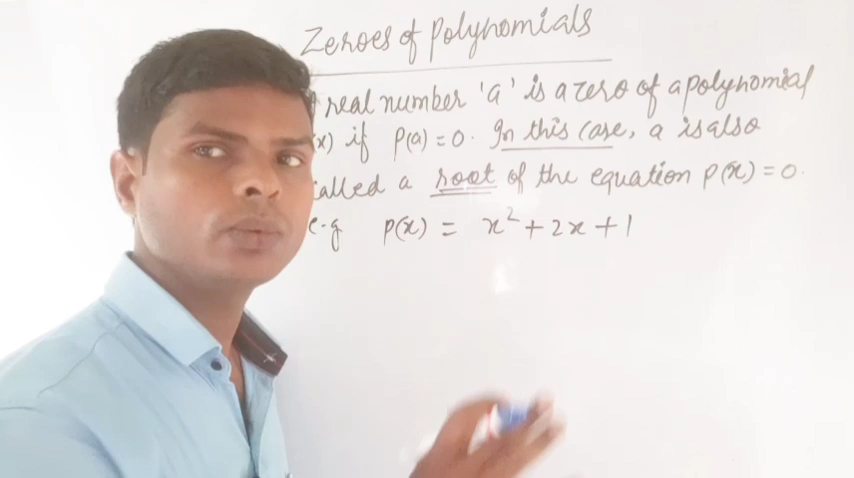 Zeroes of Polynomials
real number 'a' is a zero of a polynomial
(x) if P(a) = 0. In this case, a is also
called a root of the equation P(x) = 0.
e.g P(x) = x² + 2x + 1